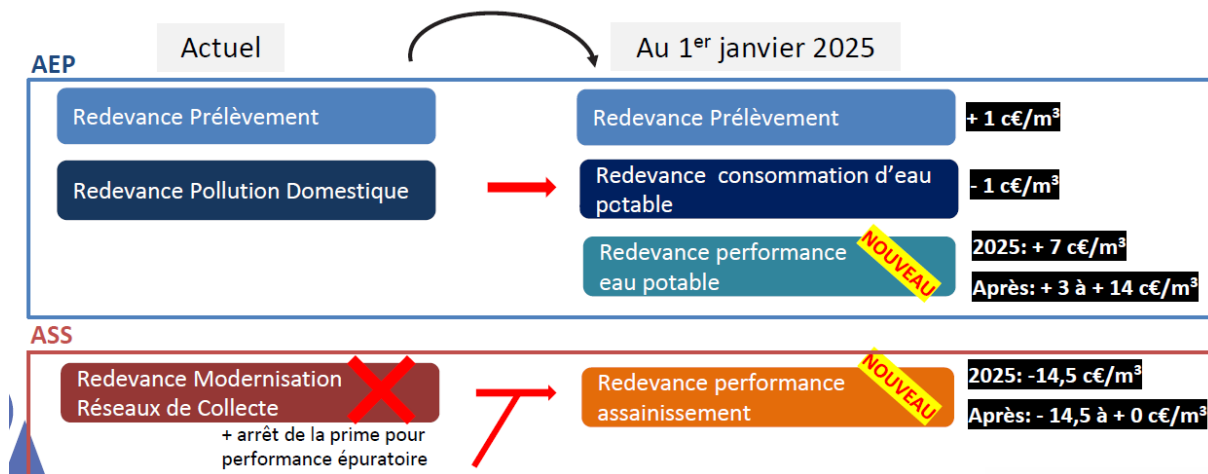 Actuel
Au 1er janvier 2025
AEP
Redevance Prélèvement
Redevance Prélèvement
+ 1 c€/m³
Redevance Pollution Domestique
Redevance consommation d'eau
potable
- 1 c€/m³
Redevance performance
eau potable
NOUVEAU
2025: + 7 c€/m³
Après: + 3 à + 14 c€/m³
ASS
Redevance Modernisation
Réseaux de Collecte
+ arrêt de la prime pour
performance épuratoire
Redevance performance
assainissement
NOUVEAU
2025: -14,5 c€/m³
Après: - 14,5 à + 0 c€/m³